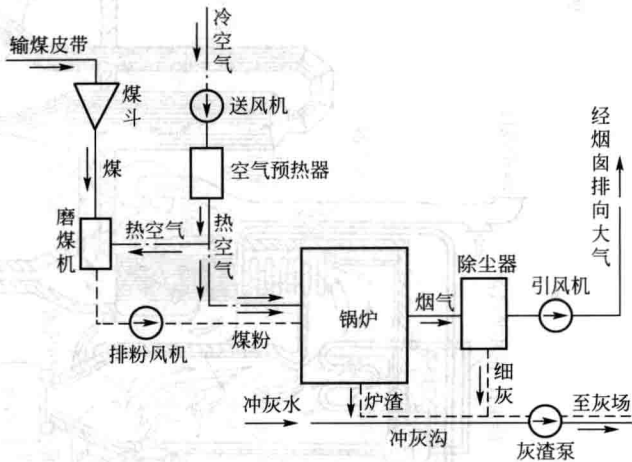 输煤皮带
冷空气
煤斗
送风机
煤
空气预热器
经烟囱排向大气
磨煤机
热空气
热空气
除尘器
引风机
锅炉
烟气
排粉风机
煤粉
细灰
冲灰水
炉渣
冲灰沟
至灰场
灰渣泵